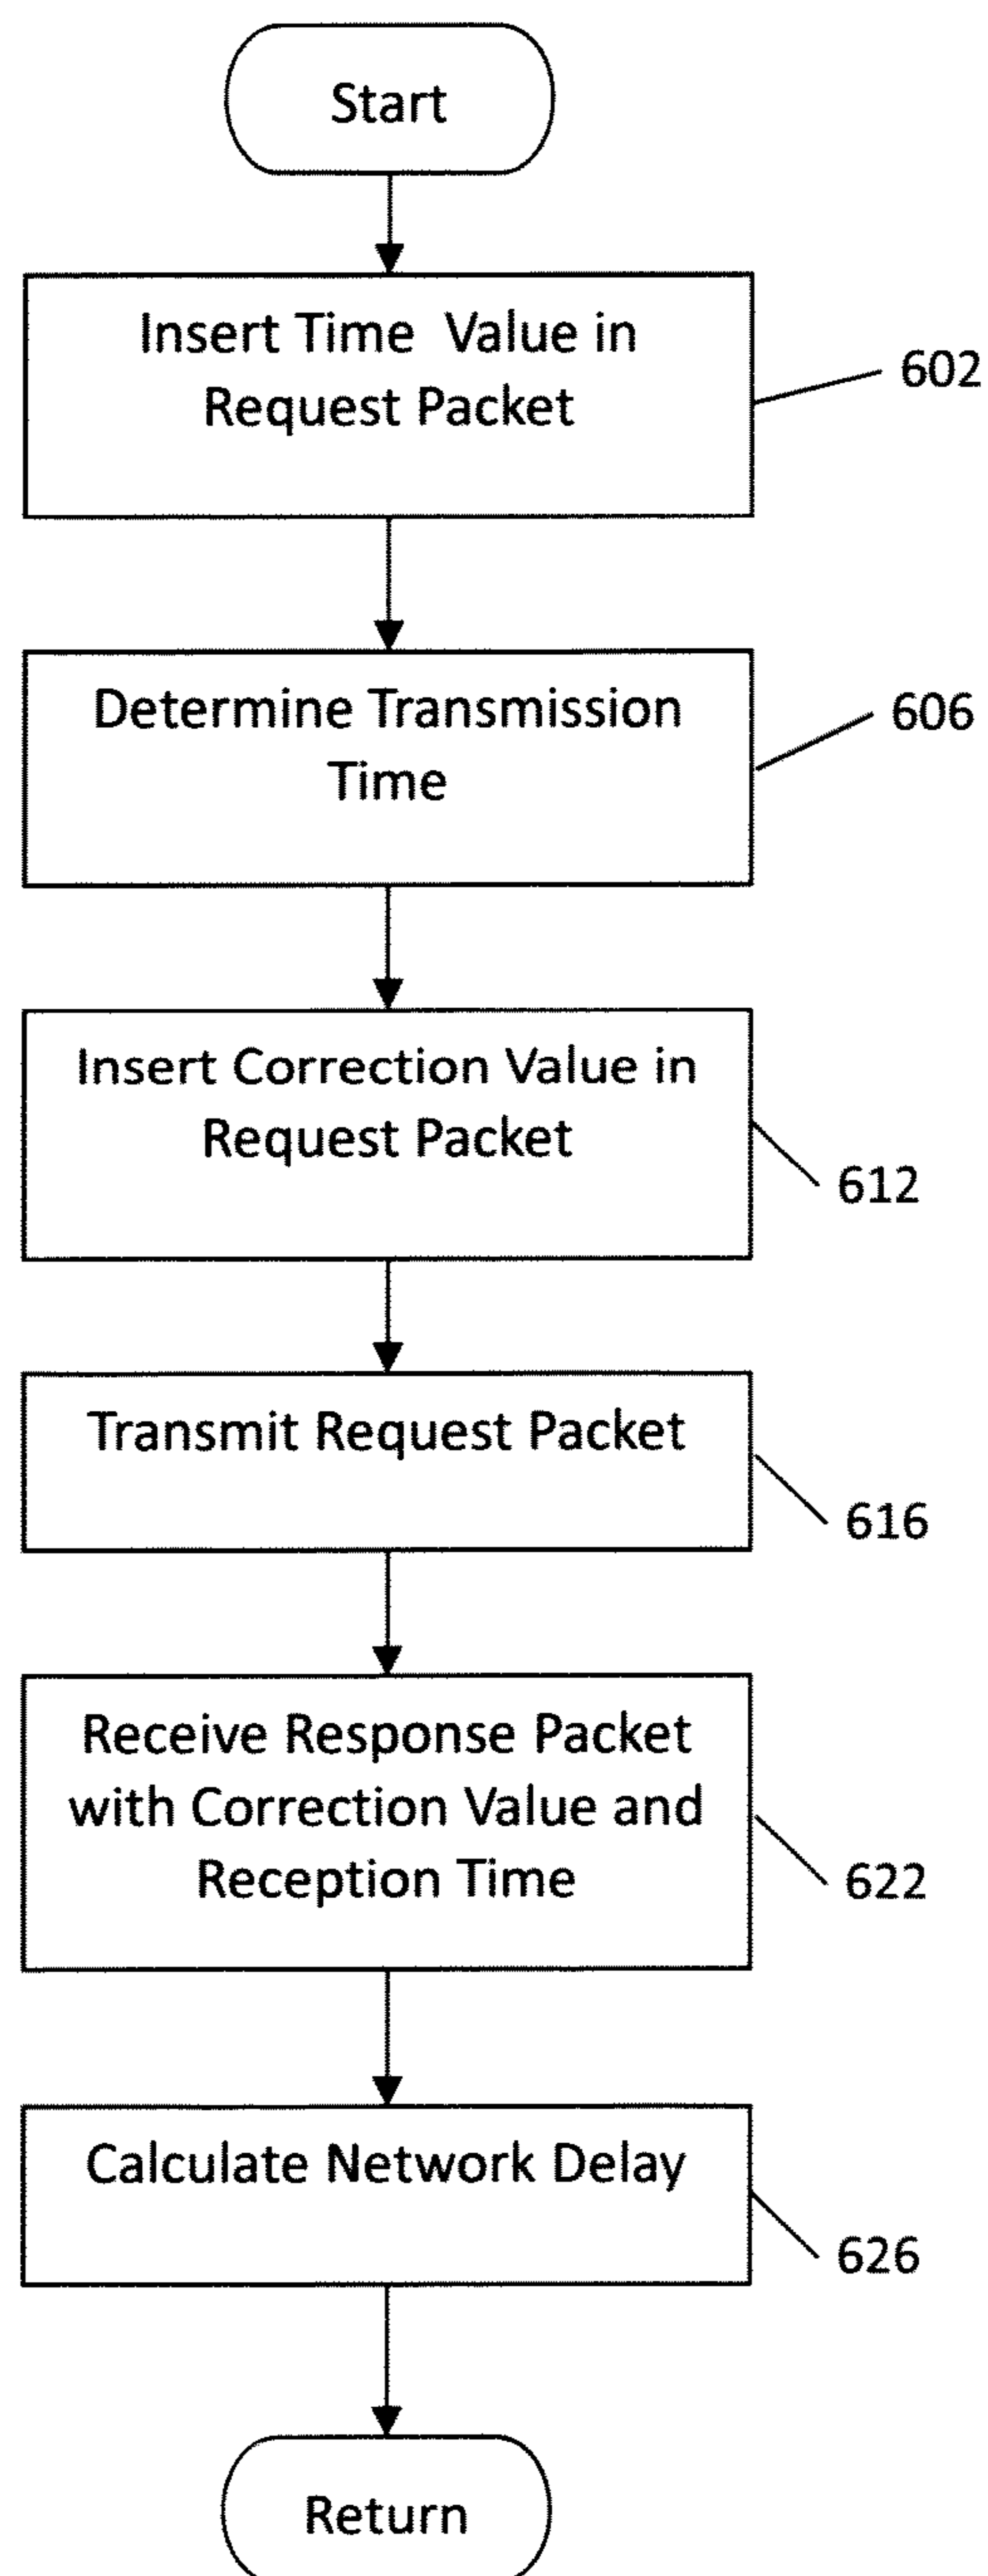 Start
Insert Time  Value in
Request Packet
602
Determine Transmission
Time
606
Insert Correction Value in
Request Packet
612
Transmit Request Packet
616
Receive Response Packet
with Correction Value and
Reception Time
622
Calculate Network Delay
626
Return